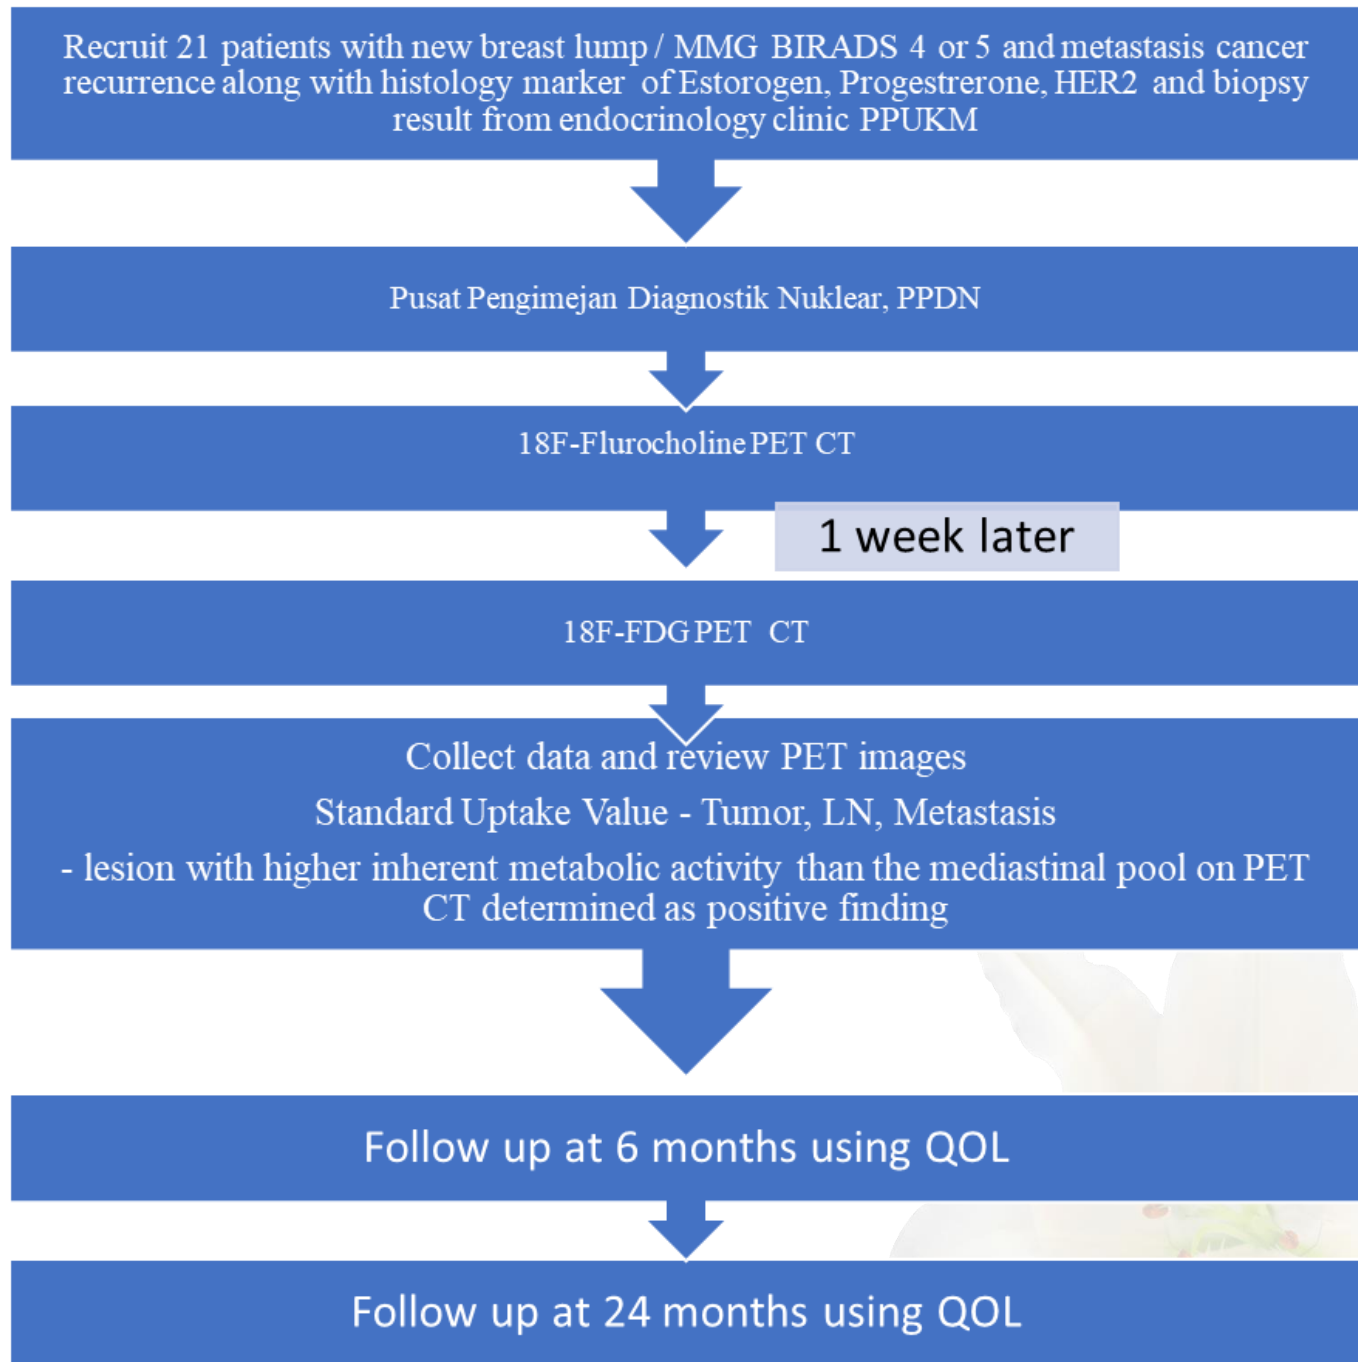 Recruit 21 patients with new breast lump / MMG BIRADS 4 or 5 and metastasis cancer
recurrence along with histology marker of Estorogen, Progestrerone, HER2 and biopsy
result from endocrinology clinic PPUKM
Pusat Pengimejan Diagnostik Nuklear, PPDN
18F-Flurocholine PET CT
1 week later
18F-FDG PET CT
Collect data and review PET images
Standard Uptake Value - Tumor, LN, Metastasis
- lesion with higher inherent metabolic activity than the mediastinal pool on PET
CT determined as positive finding
Follow up at 6 months using QOL
Follow up at 24 months using QOL